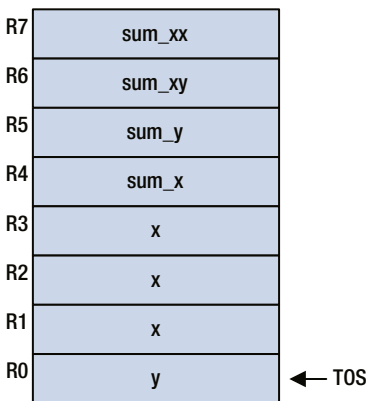 R7 sum_xx
R6 sum_xy
R5 sum_y
R4 sum_x
R3 x
R2 x
R1 x
R0 y TOS